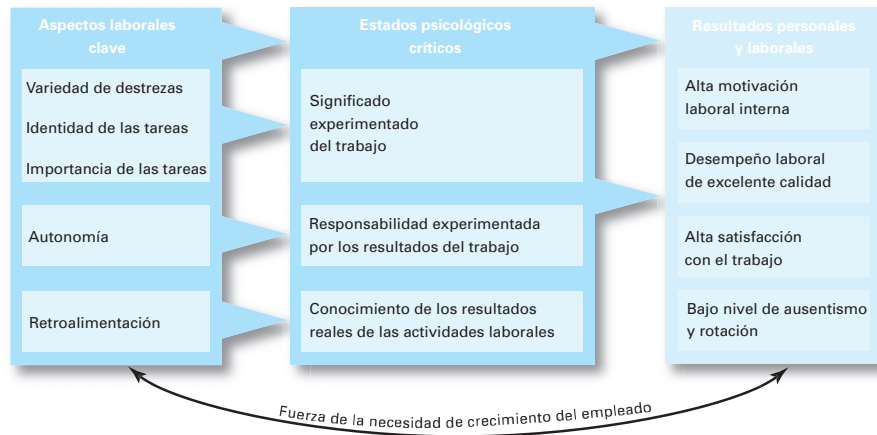 Aspectos laborales
clave
Variedad de destrezas
Identidad de las tareas
Importancia de las tareas
Autonomía
Retroalimentación
Estados psicológicos
críticos
Significado
experimentado
del trabajo
Responsabilidad experimentada
por los resultados del trabajo
Conocimiento de los resultados
reales de las actividades laborales
Resultados personales
y laborales
Alta motivación
laboral interna
Desempeño laboral
de excelente calidad
Alta satisfacción
con el trabajo
Bajo nivel de ausentismo
y rotación
Fuerza de la necesidad de crecimiento del empleado